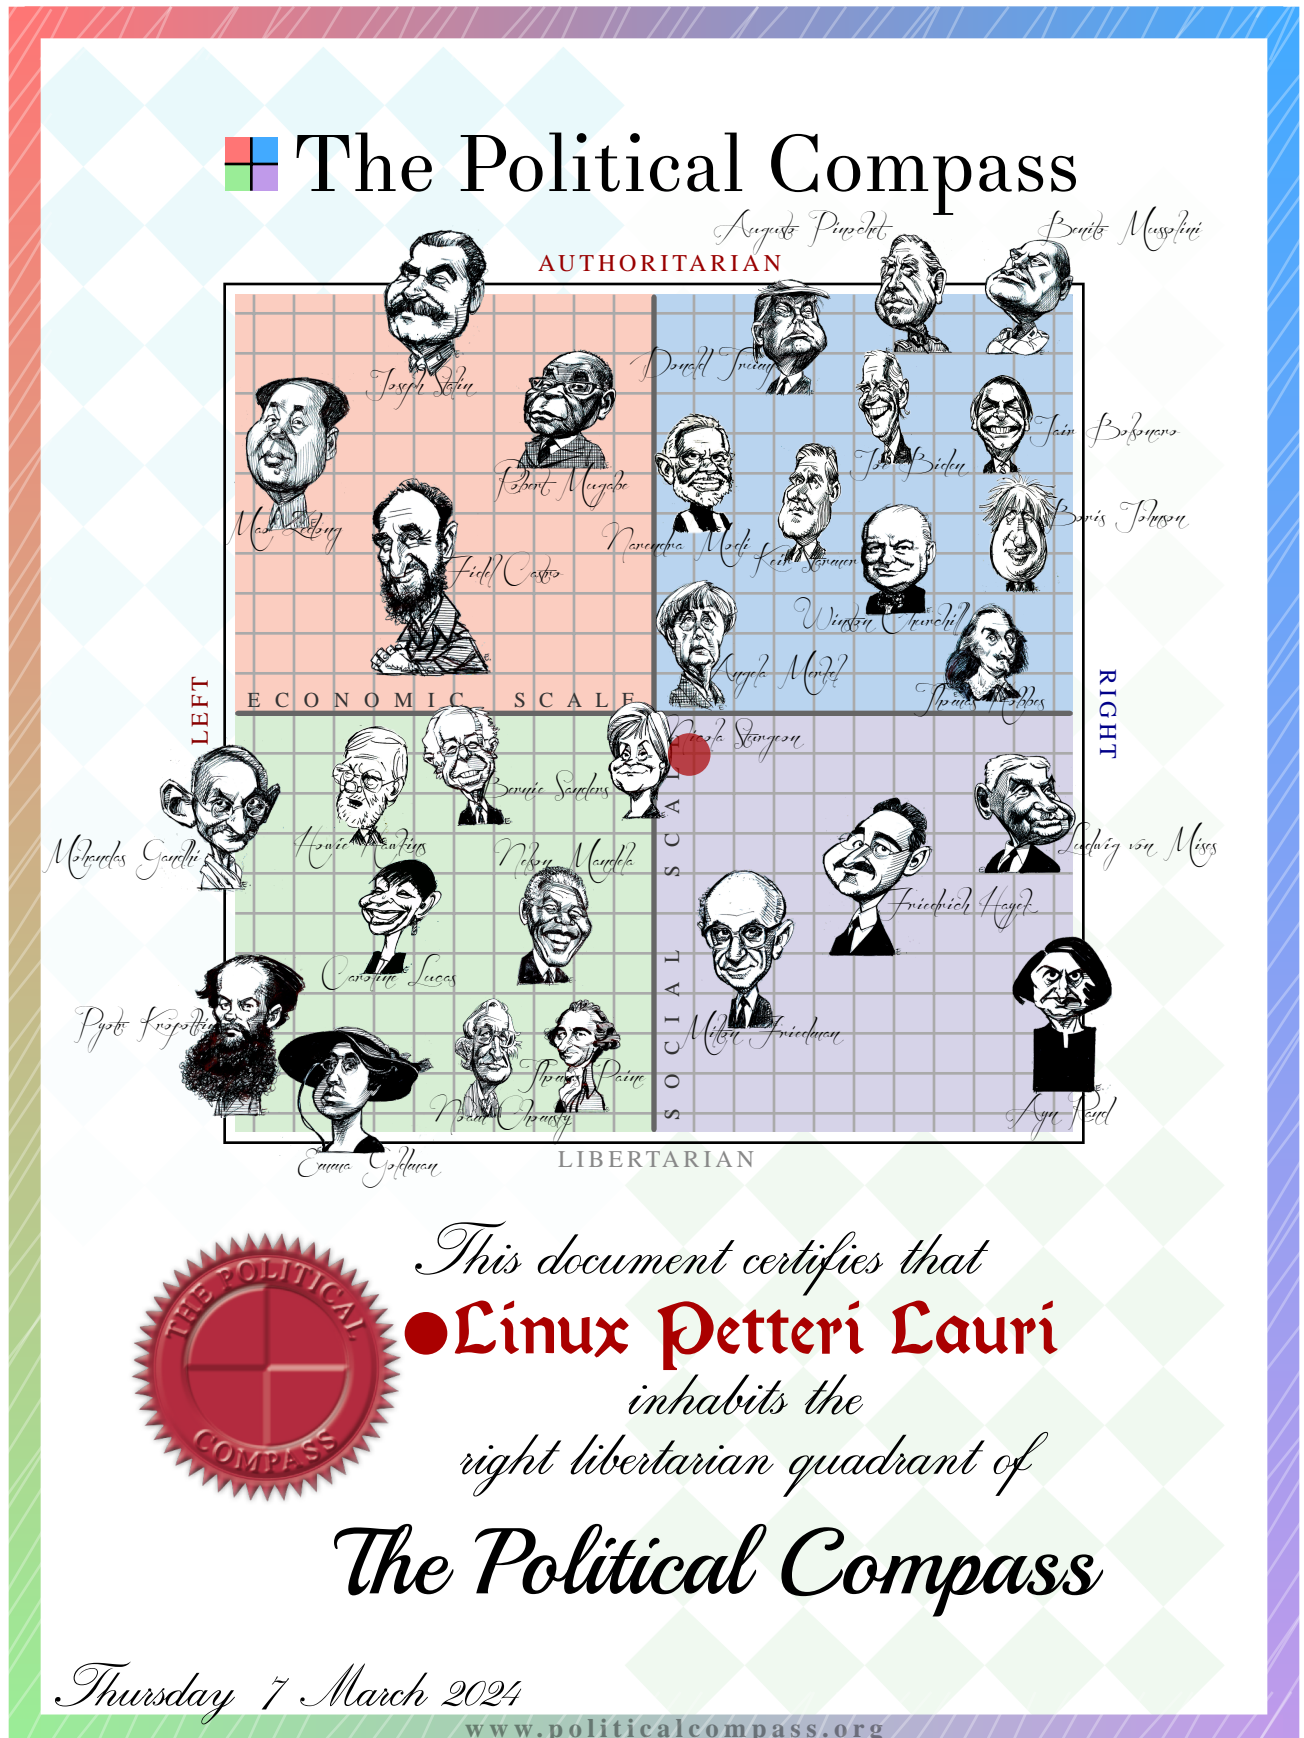 The Political Compass
Augusto Pinochet
Benito Mussolini
AUTHORITARIAN
Donald Trump
Joseph Stalin
Jair Bolsonaro
Joe Biden
Robert Mugabe
Mao Zedong
Boris Johnson
Narendra Modi
Keir Starmer
Fidel Castro
Winston Churchill
Angela Merkel
Thomas Hobbes
ECONOMIC SCALE
LEFT
RIGHT
Nicola Sturgeon
Bernie Sanders
Howie Hawkins
Mohandas Gandhi
Nelson Mandela
Ludwig von Mises
Friedrich Hayek
Caroline Lucas
SOCIAL SCALE
Pyotr Kropotkin
Milton Friedman
Thomas Paine
Noam Chomsky
Ayn Rand
Emma Goldman
LIBERTARIAN
This document certifies that
Linux Petteri Lauri
inhabits the
right libertarian quadrant of
The Political Compass
THE POLITICAL
COMPASS
Thursday 7 March 2024
www.politicalcompass.org